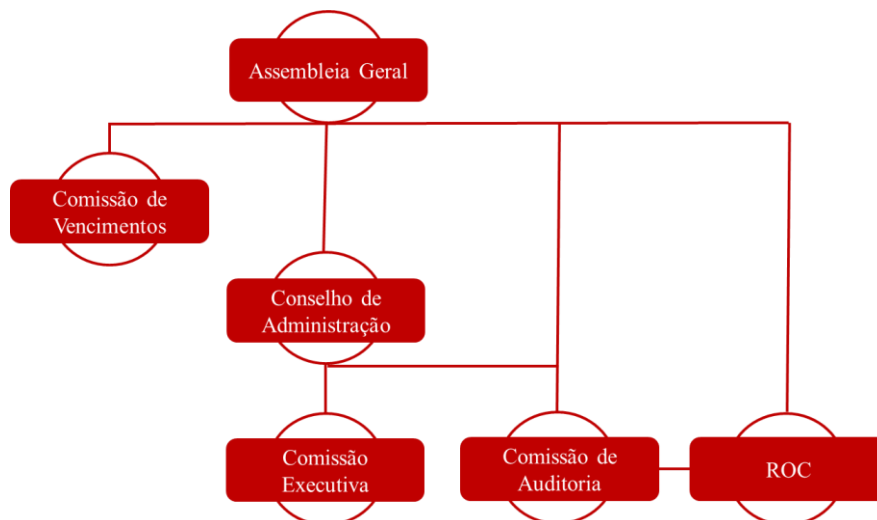 Assembleia Geral
Comissão de
Vencimentos
Conselho de
Administração
Comissão
Executiva
Comissão de
Auditoria
ROC